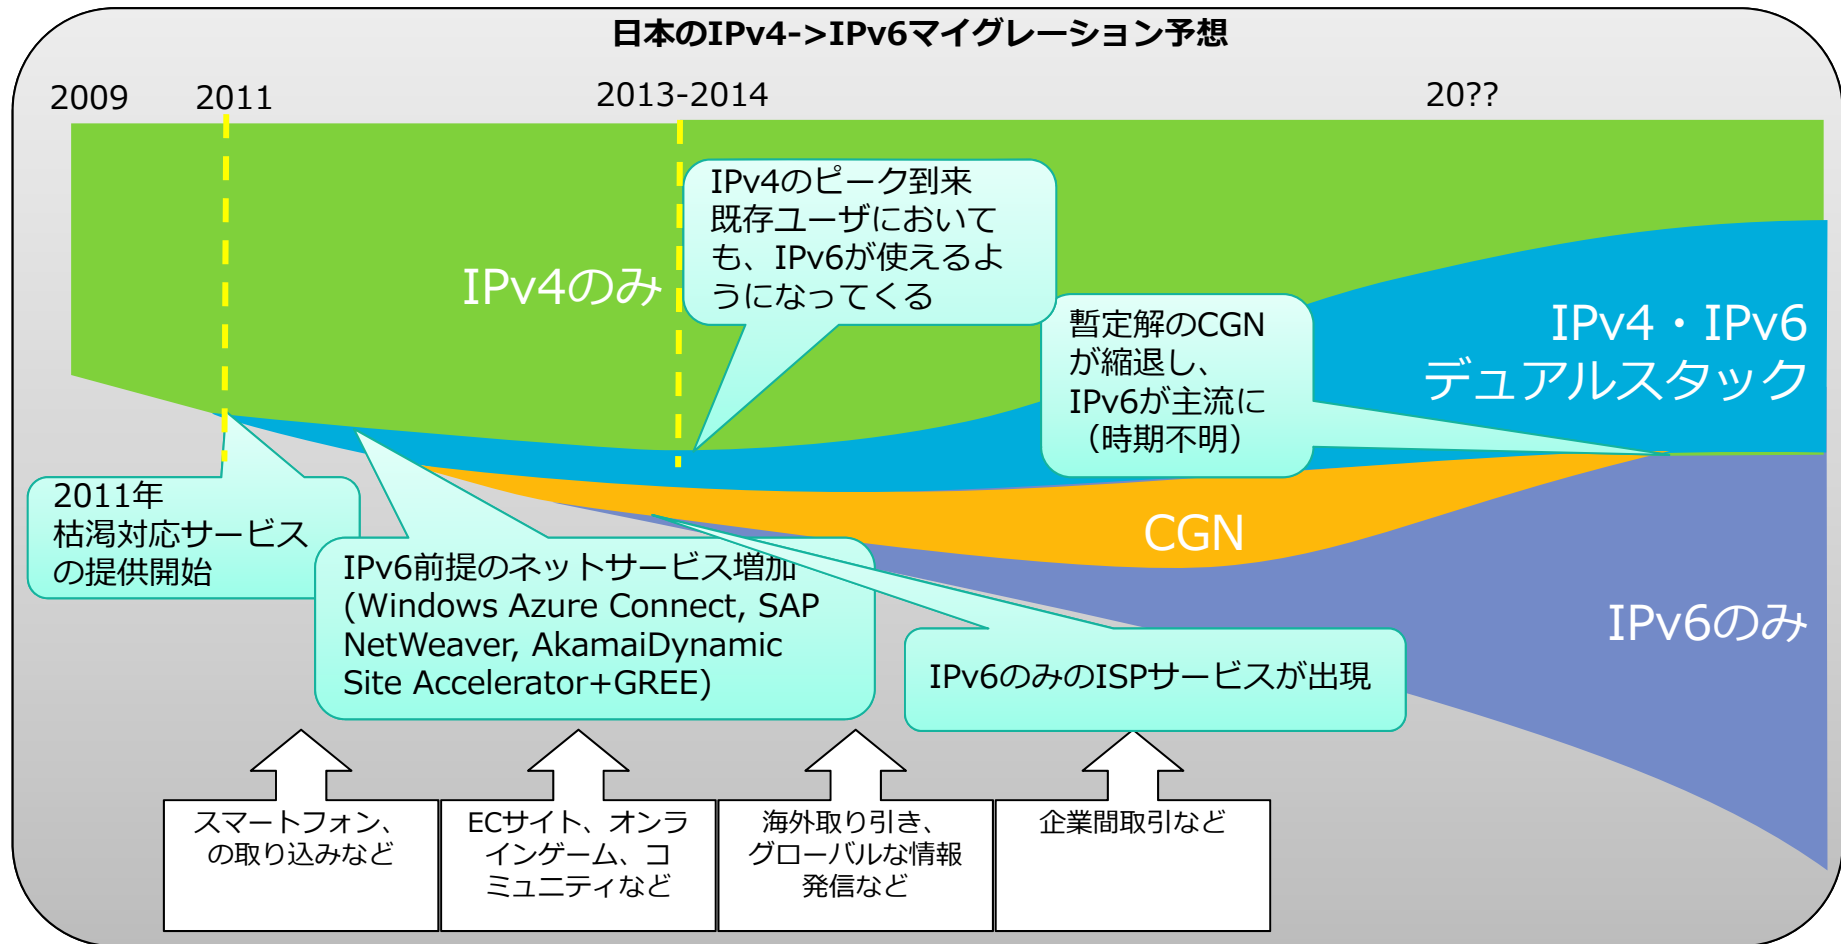 日本のIPv4->IPv6マイグレーション予想
2009
2011
2013-2014
20??
IPv4のみ
IPv4のピーク到来
既存ユーザにおいて
も、IPv6が使えるよ
うになってくる
暫定解のCGN
が縮退し、
IPv6が主流に
（時期不明）
IPv4・IPv6
デュアルスタック
2011年
枯渇対応サービス
の提供開始
IPv6前提のネットサービス増加
(Windows Azure Connect, SAP
NetWeaver, AkamaiDynamic
Site Accelerator+GREE)
CGN
IPv6のみ
IPv6のみのISPサービスが出現
スマートフォン、
の取り込みなど
ECサイト、オンラ
インゲーム、コ
ミュニティなど
海外取り引き、
グローバルな情報
発信など
企業間取引など